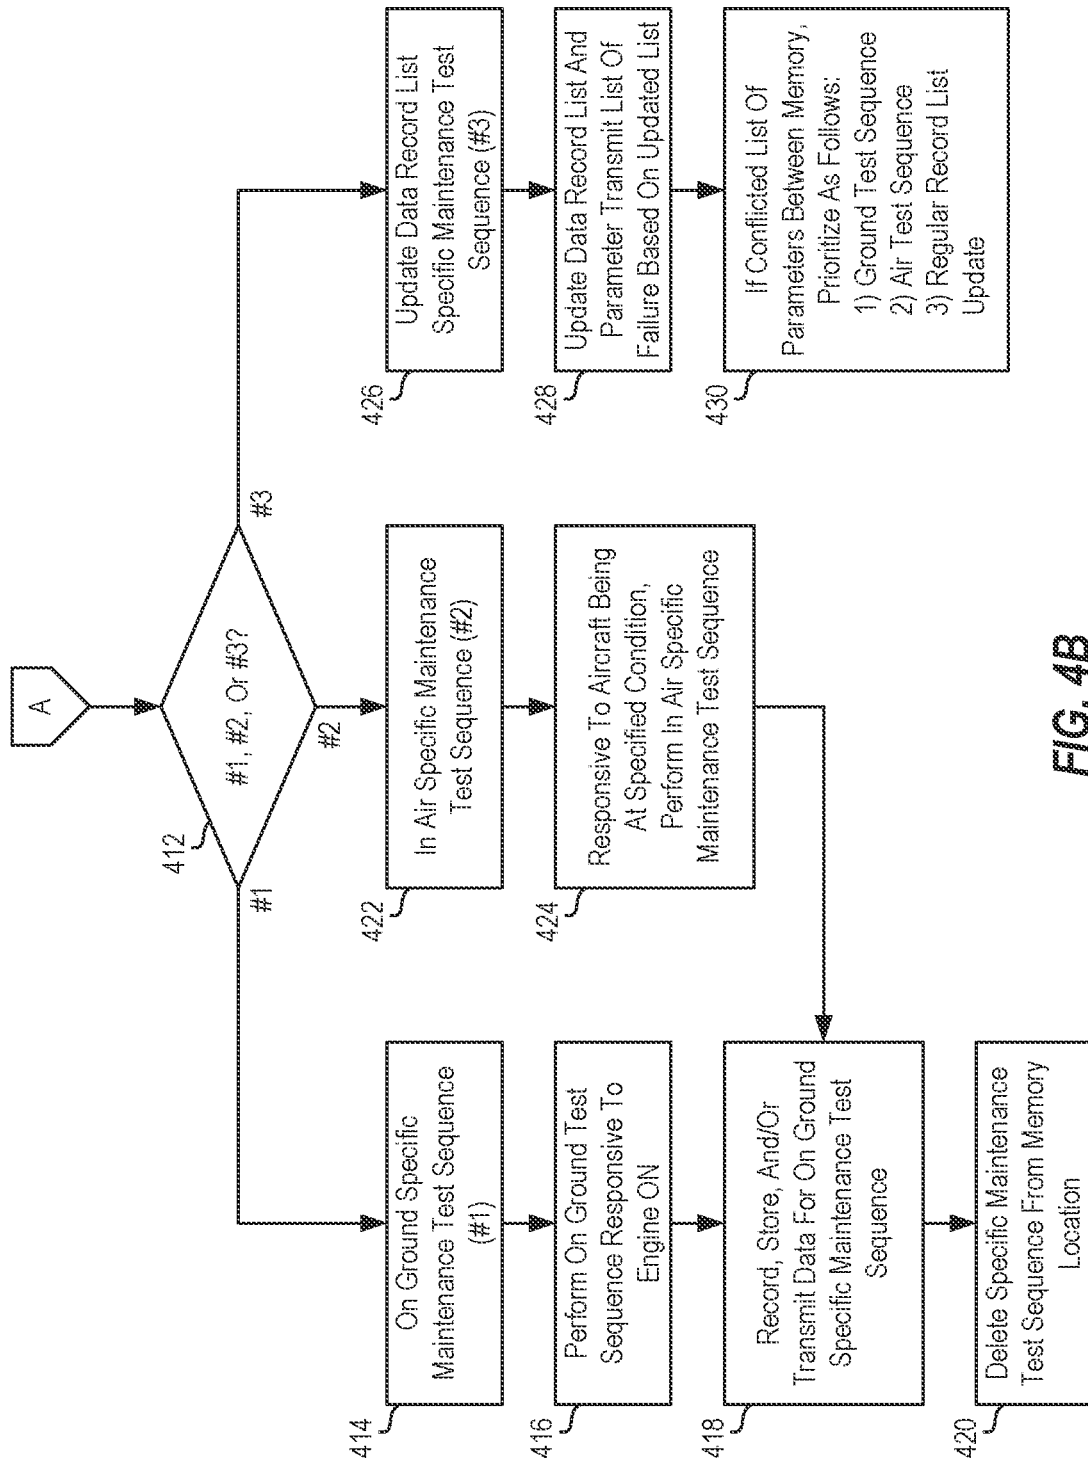 A
412
#1, #2, Or #3?
#1
#2
#3
414
On Ground Specific
Maintenance Test Sequence
(#1)
416
Perform On Ground Test
Sequence Responsive To
Engine ON
418
Record, Store, And/Or
Transmit Data For On Ground
Specific Maintenance Test
Sequence
420
Delete Specific Maintenance
Test Sequence From Memory
Location
422
In Air Specific Maintenance
Test Sequence (#2)
424
Responsive To Aircraft Being
At Specified Condition,
Perform In Air Specific
Maintenance Test Sequence
426
Update Data Record List
Specific Maintenance Test
Sequence (#3)
428
Update Data Record List And
Parameter Transmit List Of
Failure Based On Updated List
430
If Conflicted List Of
Parameters Between Memory,
Prioritize As Follows:
1) Ground Test Sequence
2) Air Test Sequence
3) Regular Record List
Update
FIG. 4B